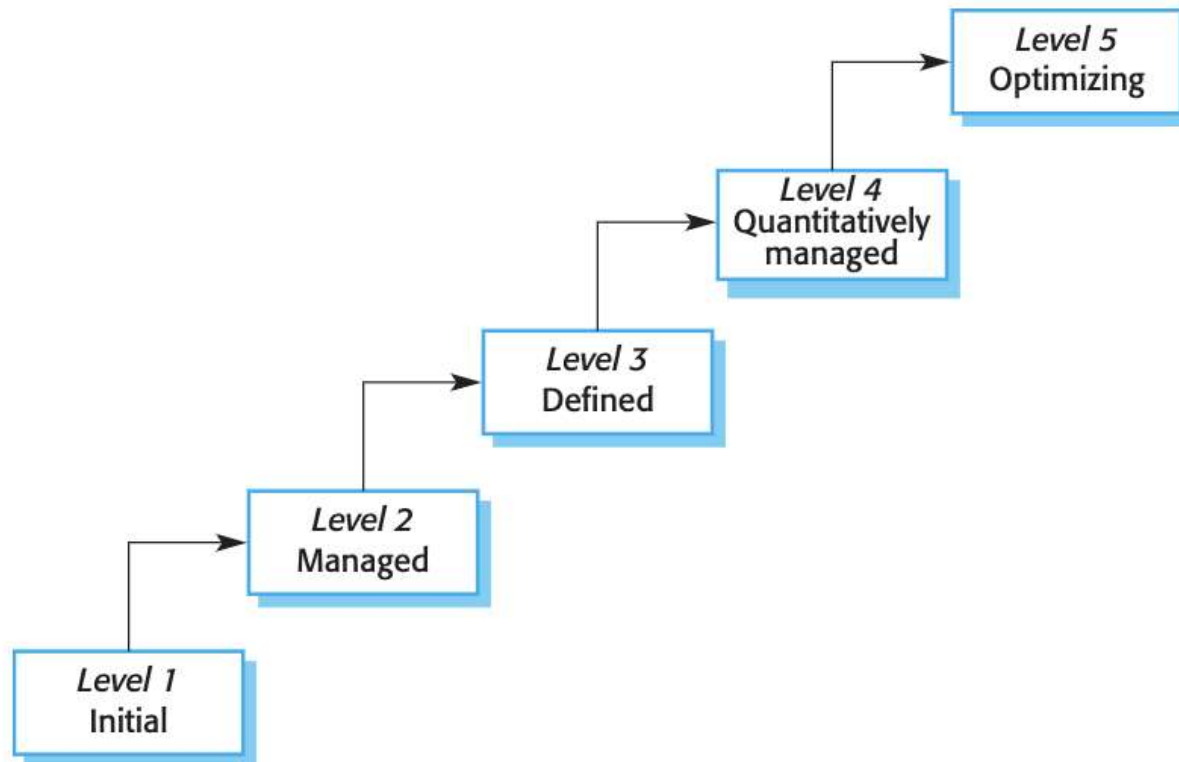 Level 5
Optimizing
Level 4
Quantitatively
managed
Level 3
Defined
Level 2
Managed
Level 1
Initial